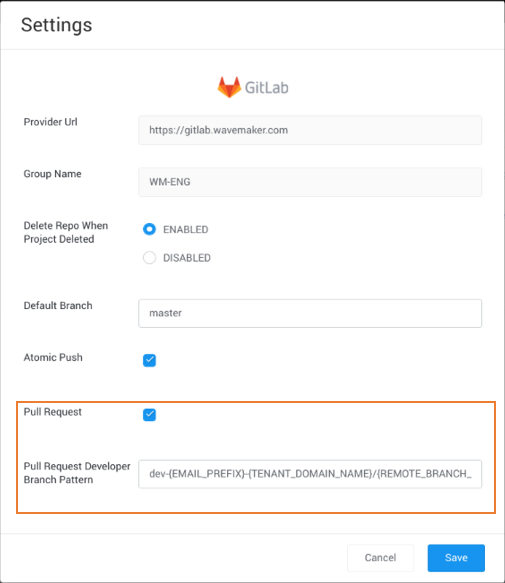 Settings
GitLab
Provider Url
https://gitlab.wavemaker.com
Group Name
WM-ENG
Delete Repo When
Project Deleted
ENABLED
DISABLED
Default Branch
master
Atomic Push
Pull Request
Pull Request Developer
Branch Pattern
dev-{EMAIL_PREFIX}-{TENANT_DOMAIN_NAME}/{REMOTE_BRANCH_
Cancel
Save